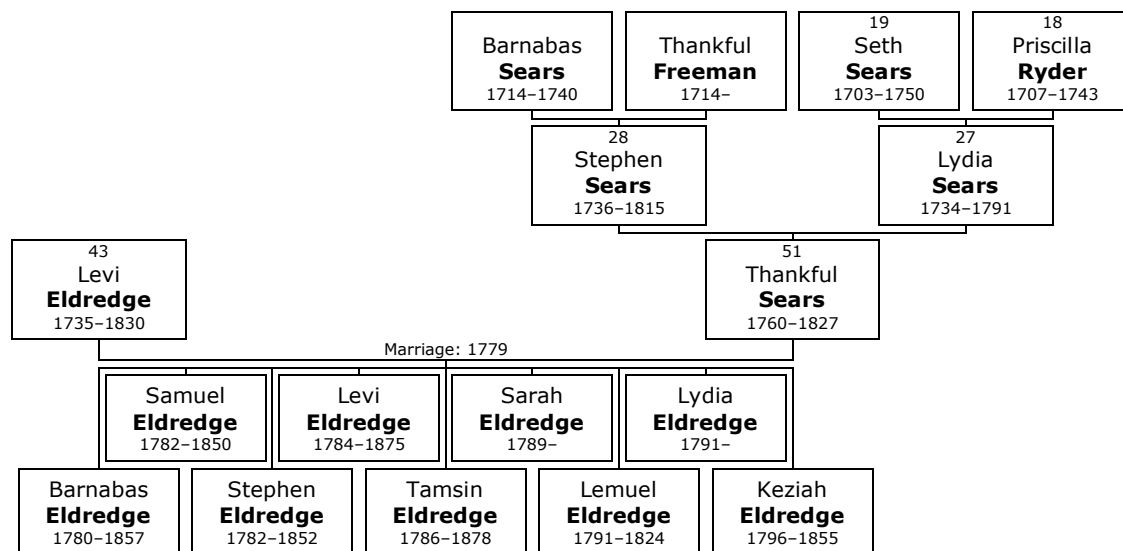 Barnabas
Sears
1714–1740
Thankful
Freeman
1714–
19
Seth
Sears
1703–1750
18
Priscilla
Ryder
1707–1743
28
Stephen
Sears
1736–1815
27
Lydia
Sears
1734–1791
43
Levi
Eldredge
1735–1830
51
Thankful
Sears
1760–1827
Marriage: 1779
Samuel
Eldredge
1782–1850
Levi
Eldredge
1784–1875
Sarah
Eldredge
1789–
Lydia
Eldredge
1791–
Barnabas
Eldredge
1780–1857
Stephen
Eldredge
1782–1852
Tamsin
Eldredge
1786–1878
Lemuel
Eldredge
1791–1824
Keziah
Eldredge
1796–1855